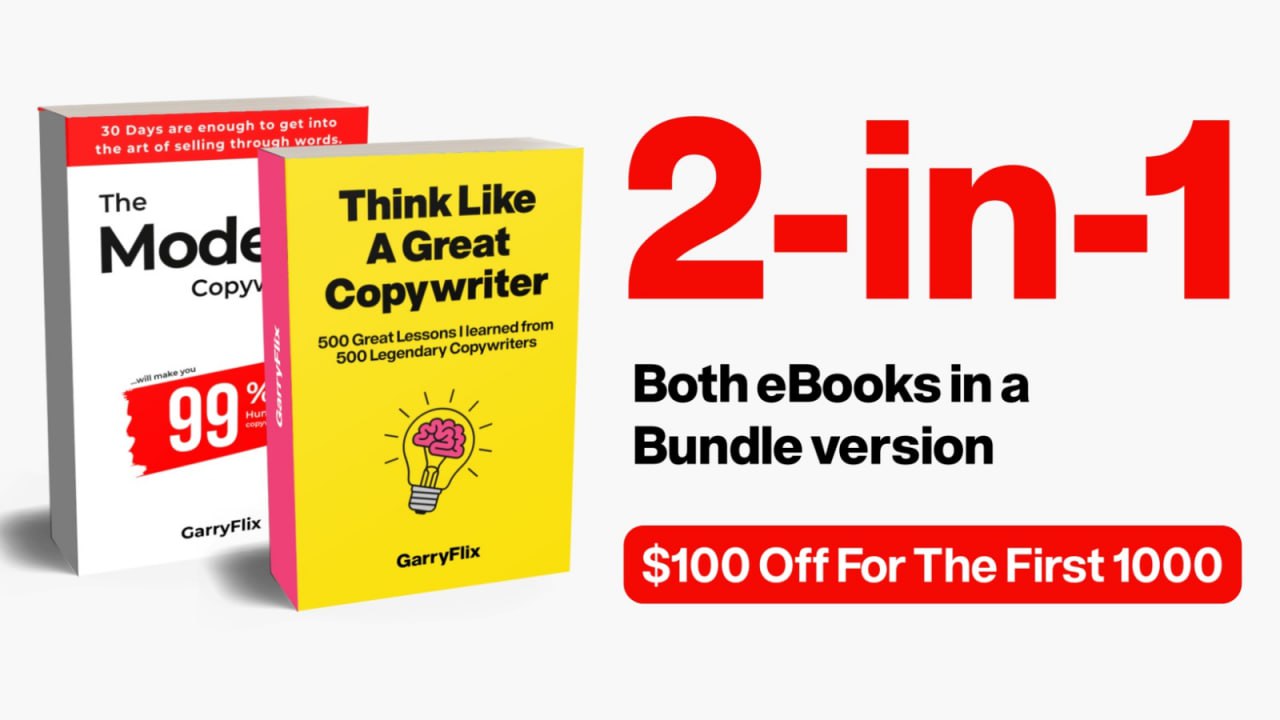 30 Days are enough to get into
the art of selling through words.
The
...will make you
99%
GarryFlix
GarryFlix
Think Like
A Great
Copywriter
500 Great Lessons I learned from
500 Legendary Copywriters
GarryFlix
2-in-1
Both eBooks in a
Bundle version
$100 Off For The First 1000